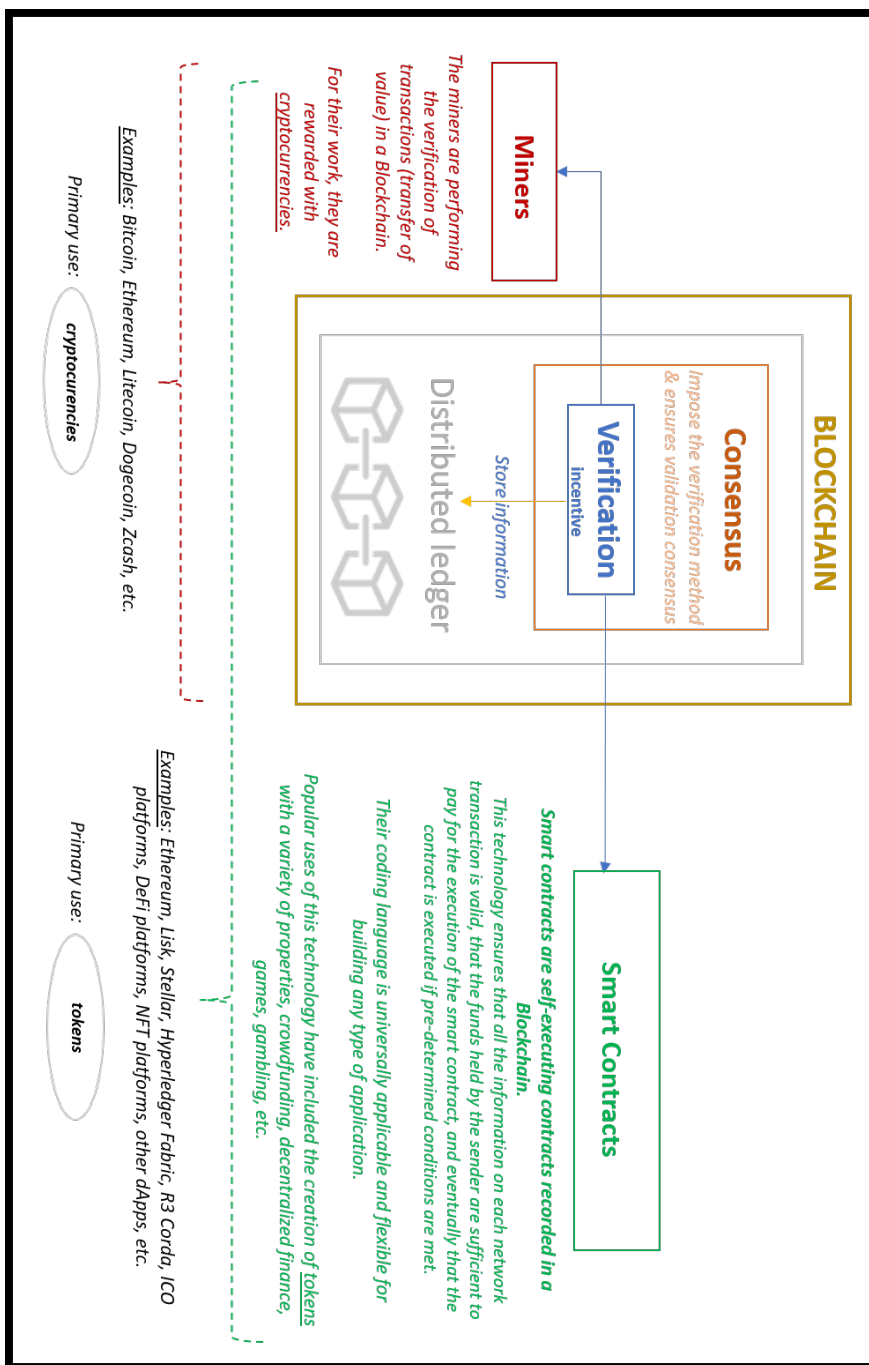 BLOCKCHAIN
Consensus
Impose the verification method
& ensures validation consensus
Verification
incentive
Store information
Distributed ledger
Miners
The miners are performing
the verification of
transactions (transfer of
value) in a Blockchain.
For their work, they are
rewarded with
cryptocurrencies.
Smart Contracts
Smart contracts are self-executing contracts recorded in a
Blockchain.
This technology ensures that all the information on each network
transaction is valid, that the funds held by the sender are sufficient to
pay for the execution of the smart contract, and eventually that the
contract is executed if pre-determined conditions are met.
Their coding language is universally applicable and flexible for
building any type of application.
Popular uses of this technology have included the creation of tokens
with a variety of properties, crowdfunding, decentralized finance,
games, gambling, etc.
Examples: Bitcoin, Ethereum, Litecoin, Dogecoin, Zcash, etc.
Primary use: cryptocurencies
Examples: Ethereum, Lisk, Stellar, Hyperledger Fabric, R3 Corda, ICO
platforms, DeFi platforms, NFT platforms, other dApps, etc.
Primary use: tokens